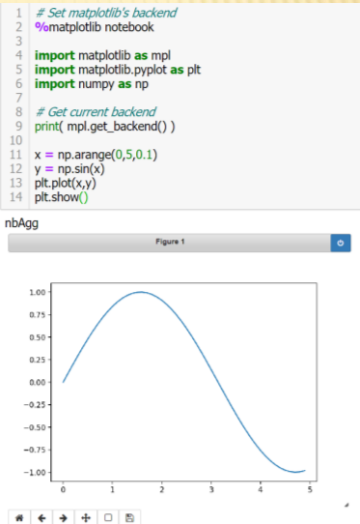 1 # Set matplotlib's backend
2 %matplotlib notebook
3
4 import matplotlib as mpl
5 import matplotlib.pyplot as plt
6 import numpy as np
7
8 # Get current backend
9 print( mpl.get_backend() )
10
11 x = np.arange(0,5,0.1)
12 y = np.sin(x)
13 plt.plot(x,y)
14 plt.show()
nbAgg
Figure 1
1.00
0.75
0.50
0.25
0.00
−0.25
−0.50
−0.75
−1.00
0 1 2 3 4 5